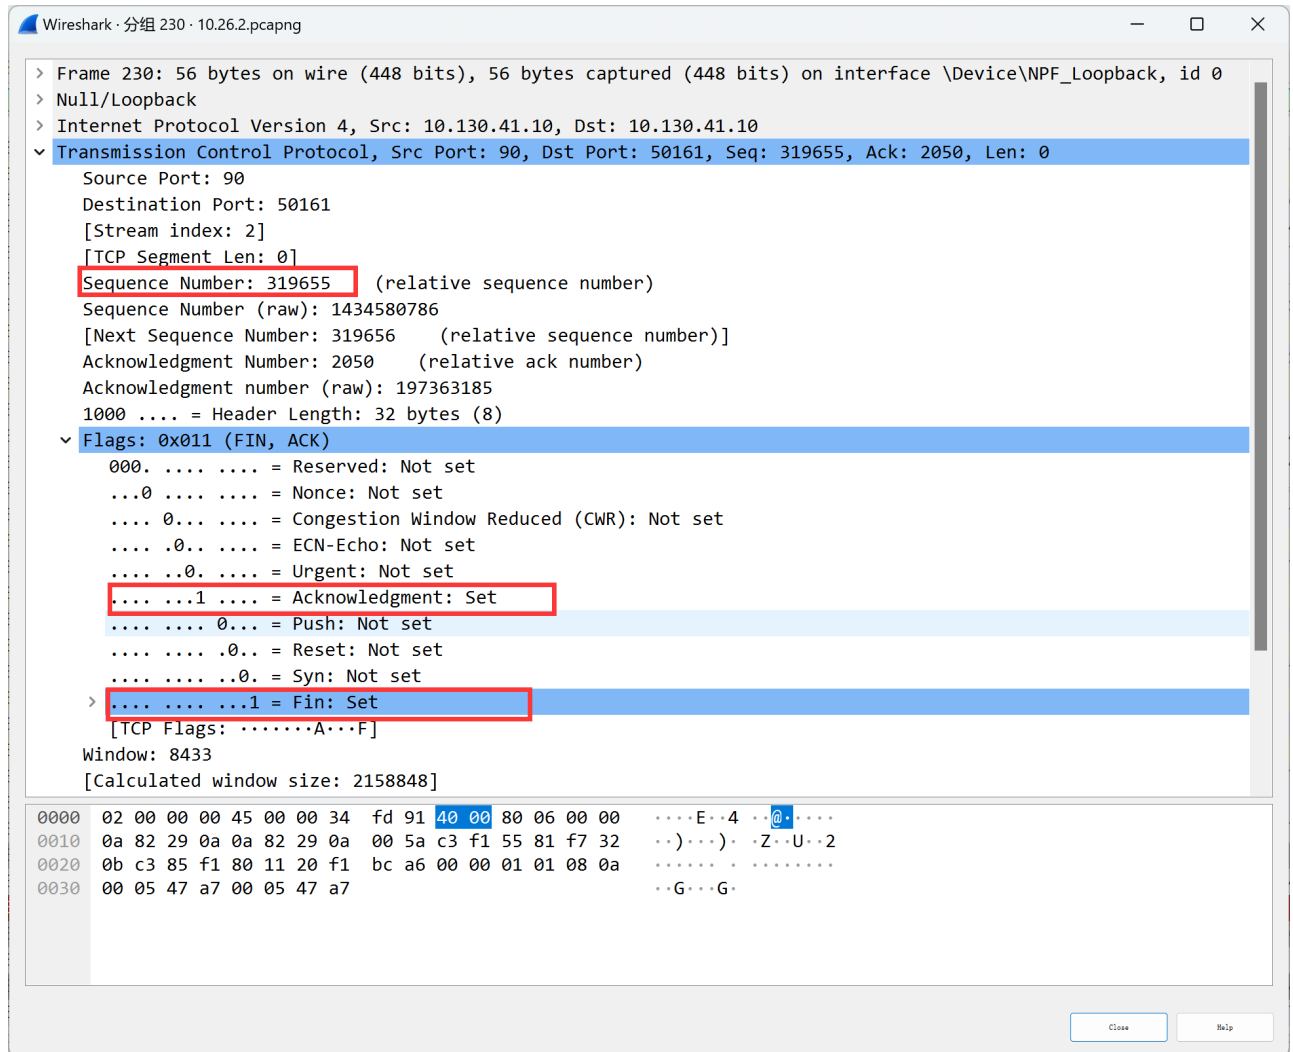 Wireshark · 分组 230 · 10.26.2.pcapng
Frame 230: 56 bytes on wire (448 bits), 56 bytes captured (448 bits) on interface \Device\NPF_Loopback, id 0
Null/Loopback
Internet Protocol Version 4, Src: 10.130.41.10, Dst: 10.130.41.10
Transmission Control Protocol, Src Port: 90, Dst Port: 50161, Seq: 319655, Ack: 2050, Len: 0
Source Port: 90
Destination Port: 50161
[Stream index: 2]
[TCP Segment Len: 0]
Sequence Number: 319655    (relative sequence number)
Sequence Number (raw): 1434580786
[Next Sequence Number: 319656    (relative sequence number)]
Acknowledgment Number: 2050    (relative ack number)
Acknowledgment number (raw): 197363185
1000 .... = Header Length: 32 bytes (8)
Flags: 0x011 (FIN, ACK)
000. .... .... = Reserved: Not set
...0 .... .... = Nonce: Not set
.... 0... .... = Congestion Window Reduced (CWR): Not set
.... .0.. .... = ECN-Echo: Not set
.... ..0. .... = Urgent: Not set
.... ...1 .... = Acknowledgment: Set
.... .... 0... = Push: Not set
.... .... .0.. = Reset: Not set
.... .... ..0. = Syn: Not set
.... .... ...1 = Fin: Set
[TCP Flags: ·······A···F]
Window: 8433
[Calculated window size: 2158848]
0000 02 00 00 00 45 00 00 34 fd 91 40 00 80 06 00 00 ····E··4 ··@·····
0010 0a 82 29 0a 0a 82 29 0a 00 5a c3 f1 55 81 f7 32 ··)···)· ·Z··U··2
0020 0b c3 85 f1 80 11 20 f1 bc a6 00 00 01 01 08 0a ······ · ········
0030 00 05 47 a7 00 05 47 a7 ··G···G·
Close
Help